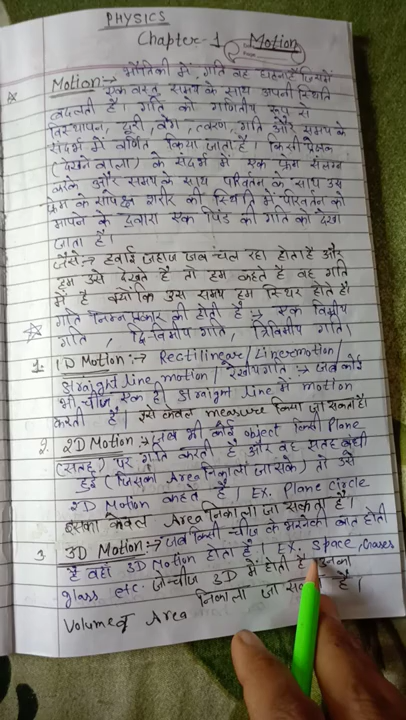 PHYSICS
Chapter-1 Motion
Motion:→ भौतिकी में, गति वह घटना है जिसमें
एक वस्तु समय के साथ अपनी स्थिति
बदलती है। गति को गणितीय रूप से
विस्थापन, दूरी, वेग, त्वरण, गति और समय के
संदर्भ में वर्णित किया जाता है। किसी प्रेक्षक
(देखने वाला) के संदर्भ में एक फ्रेम संलग्न
करके और समय के साथ परिवर्तन के साथ उस
फ्रेम के सापेक्ष शरीर की स्थिति में परिवर्तन को
मापने के द्वारा एक पिंड की गति को देखा
जाता है।
जैसे→ हवाई जहाज जब चल रहा होता है और
हम उसे देखते हैं तो हम कहते हैं वह गति
में है क्योंकि उस समय हम स्थिर होते हैं।
गति निम्न प्रकार की होती है→ एक विमीय
गति, द्विविमीय गति, त्रिविमीय गति।
1. 1D Motion:→ Rectilinear/Linermotion/
Straight line motion/रेखीयगति:→ जब कोई
भी चीज एक ही straight line में motion
करती है। उसे केवल measure किया जा सकता है।
2. 2D Motion→ जब भी कोई object किसी Plane
(सतह) पर गति करती है और वह सतह बंधी
हुई (जिसका Area निकाला जा सके) तो उसे
2D Motion कहते हैं। Ex. Plane Circle
इसका केवल Area निकाला जा सकता है।
3. 3D Motion:→ जब किसी चीज के भरने की बात होती
है वहाँ 3D Motion होता है। Ex. Space,
glass etc. जो चीज 3D में होती है उनका
Volume व Area निकाला जा सकता है।